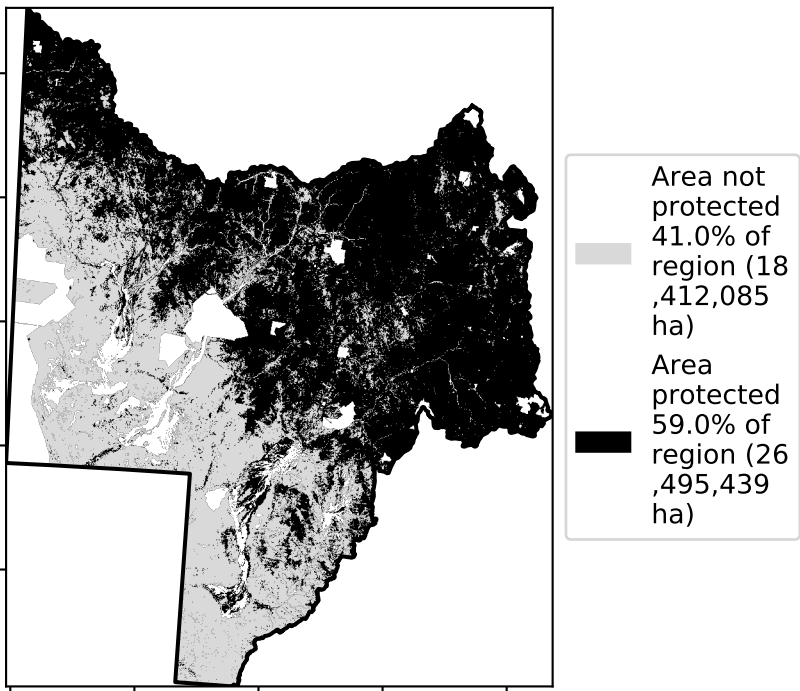 Area not
protected
41.0% of
region (18
,412,085
ha)
Area
protected
59.0% of
region (26
,495,439
ha)